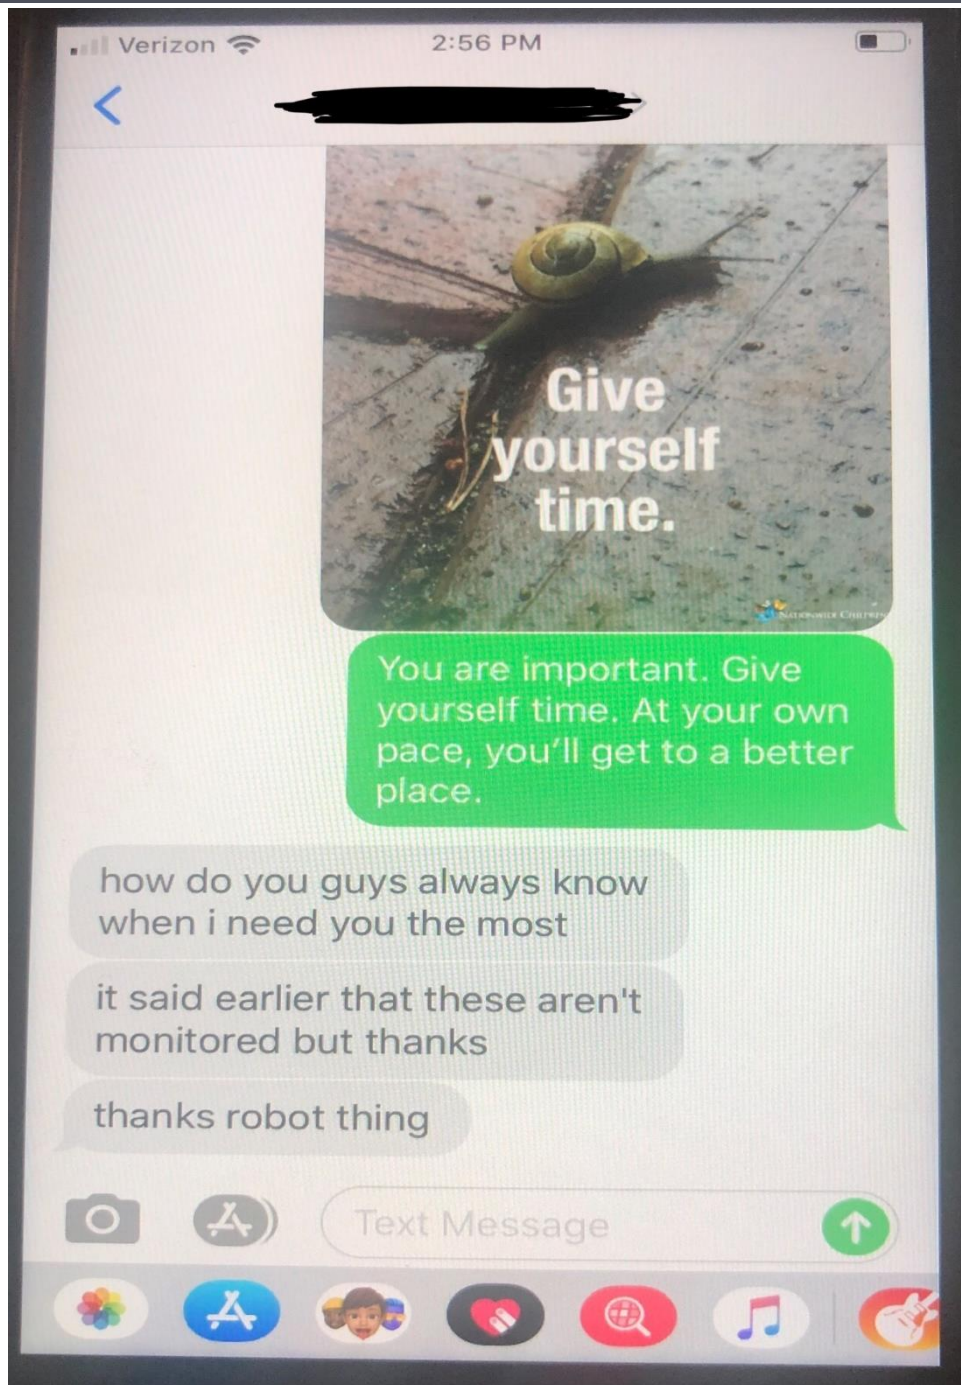 Verizon
2:56 PM
Give
yourself
time.
NATIONWIDE CHILDREN
You are important. Give
yourself time. At your own
pace, you'll get to a better
place.
how do you guys always know
when i need you the most
it said earlier that these aren't
monitored but thanks
thanks robot thing
Text Message